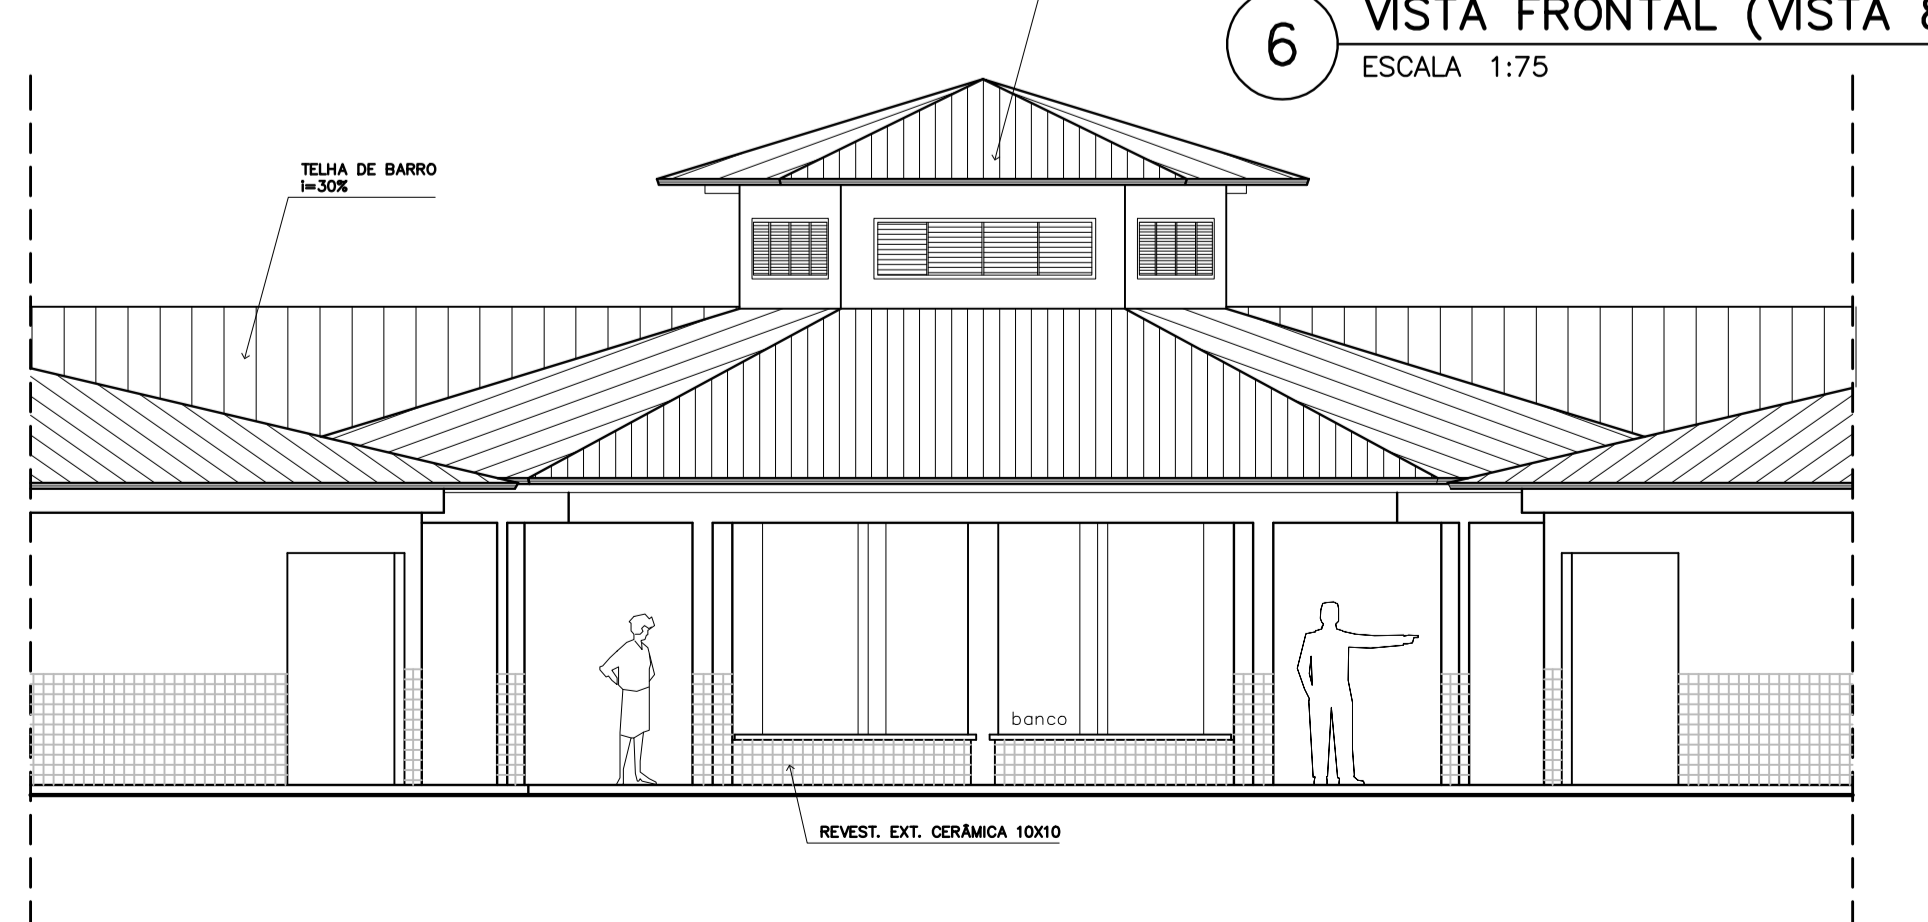 6
VISTA FRONTAL (VISTA
ESCALA 1:75
TELHA DE BARRO
i=30%
banco
REVEST. EXT. CERÂMICA 10X10